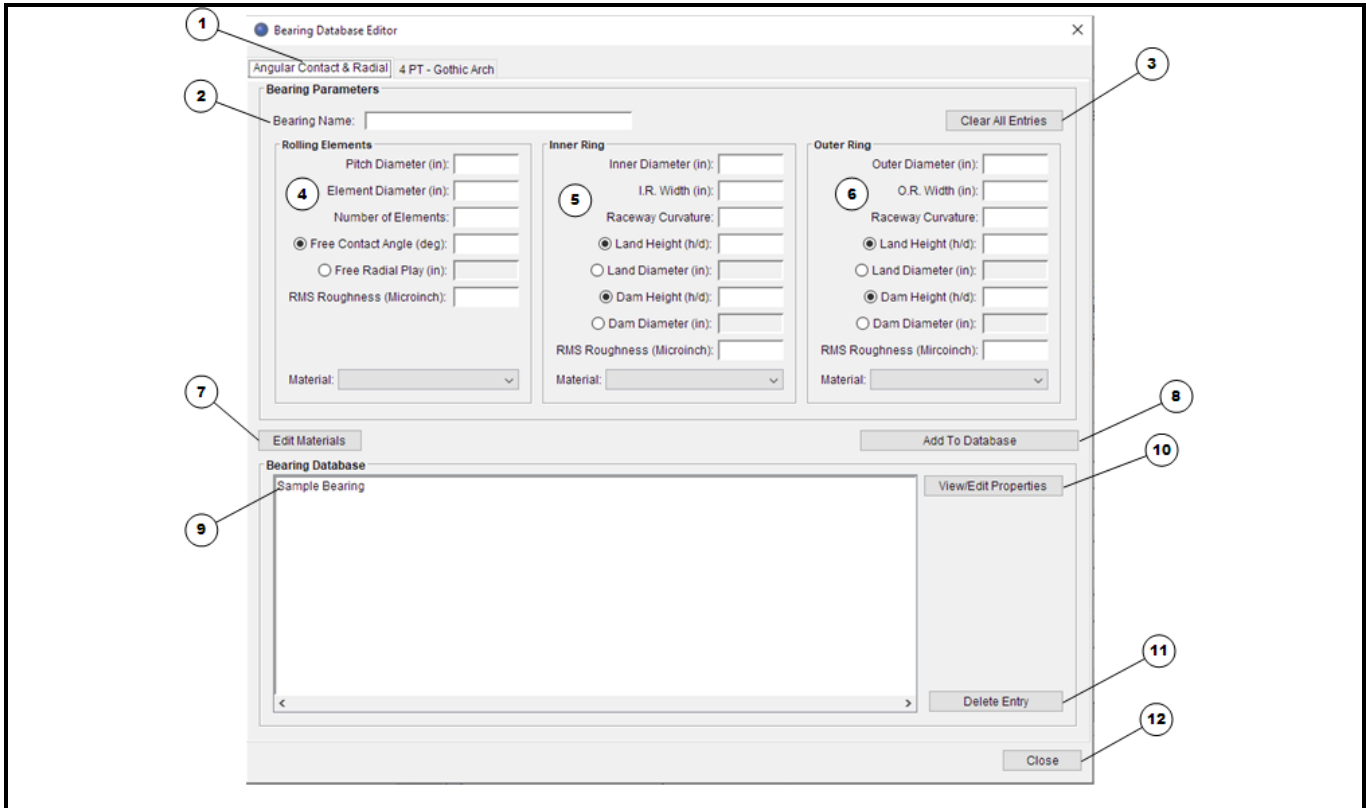 1
Bearing Database Editor
Angular Contact & Radial 4 PT - Gothic Arch
3
2
Bearing Parameters
Bearing Name:
Clear All Entries
Rolling Elements
Pitch Diameter (in):
4
Element Diameter (in):
Number of Elements:
Free Contact Angle (deg):
Free Radial Play (in):
RMS Roughness (Microinch):
Material:
Inner Ring
Inner Diameter (in):
5
I.R. Width (in):
Raceway Curvature:
Land Height (h/d):
Land Diameter (in):
Dam Height (h/d):
Dam Diameter (in):
RMS Roughness (Microinch):
Material:
Outer Ring
Outer Diameter (in):
6
O.R. Width (in):
Raceway Curvature:
Land Height (h/d):
Land Diameter (in):
Dam Height (h/d):
Dam Diameter (in):
RMS Roughness (Mircoinch):
Material:
7
8
Edit Materials
Add To Database
10
Bearing Database
Sample Bearing
View/Edit Properties
9
11
Delete Entry
12
Close